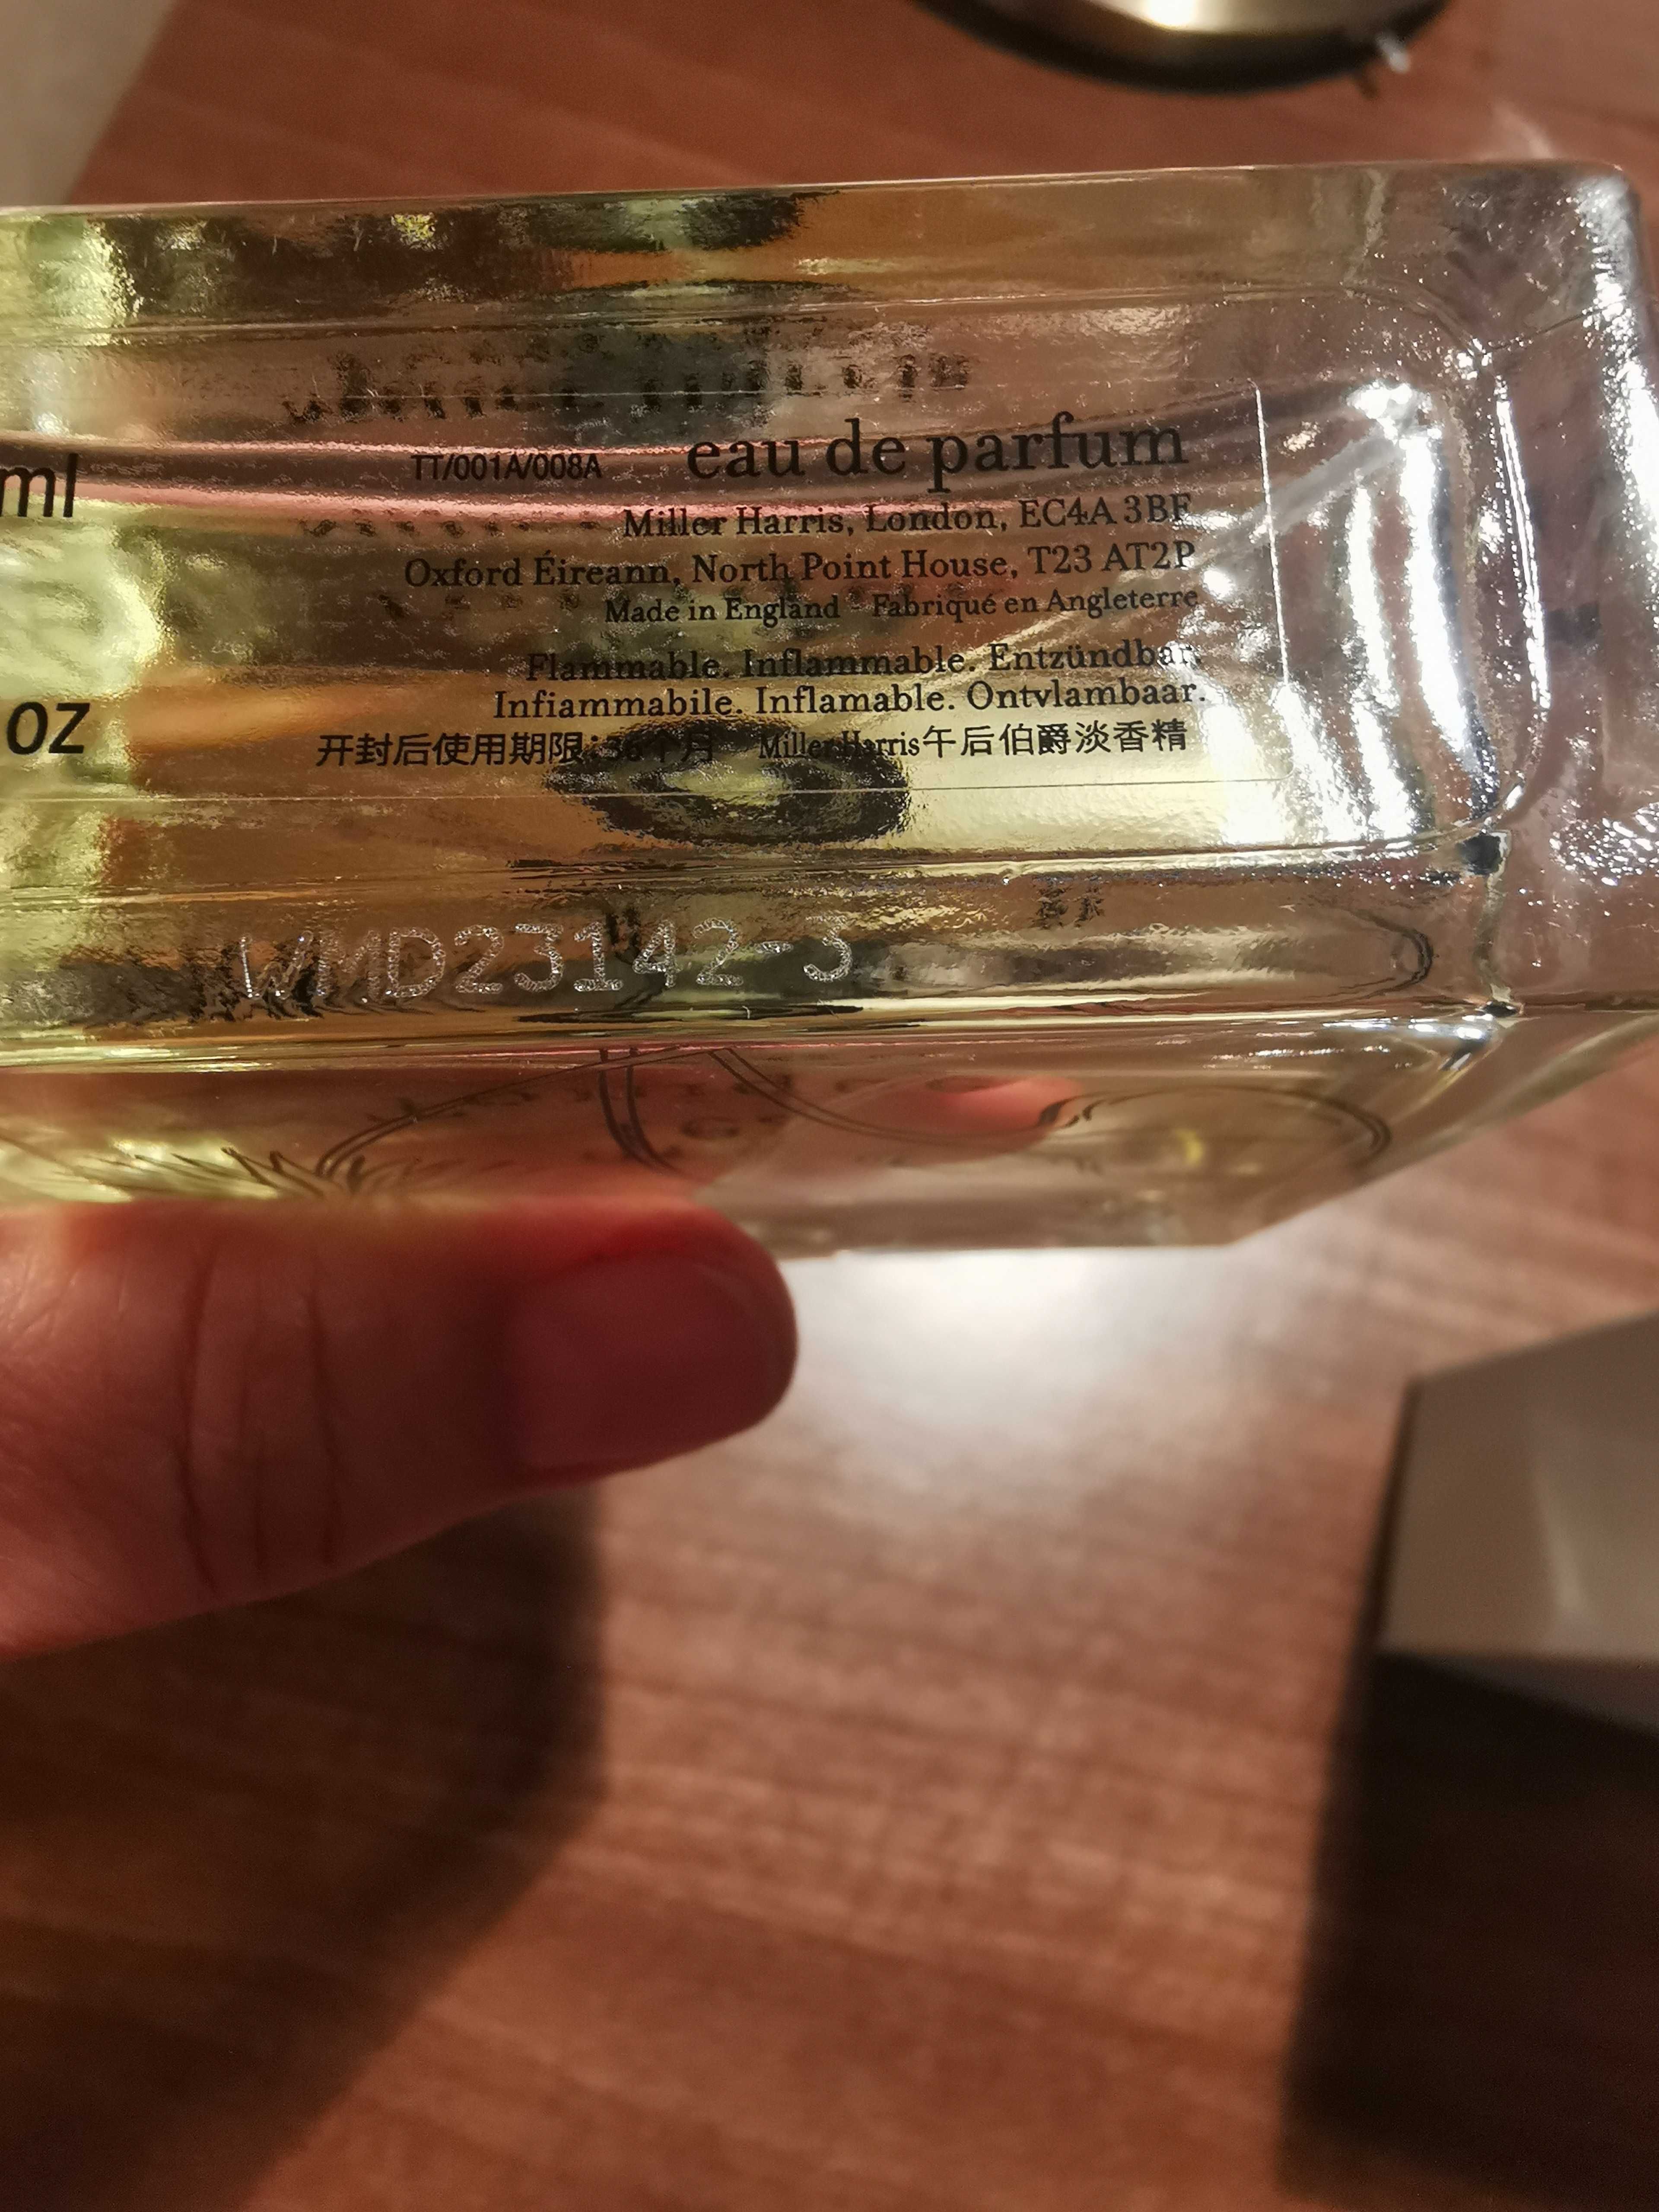 ml
oz
TT/001A/008A eau de parfum
Miller Harris, London, EC4A 3BF
Oxford Éireann, North Point House, T23 AT2P
Made in England - Fabriqué en Angleterre
Flammable. Inflammable. Entzündbar.
Infiammabile. Inflamable. Ontvlambaar.
开封后使用期限:36个月 Miller Harris午后伯爵淡香精
WMD23142-3